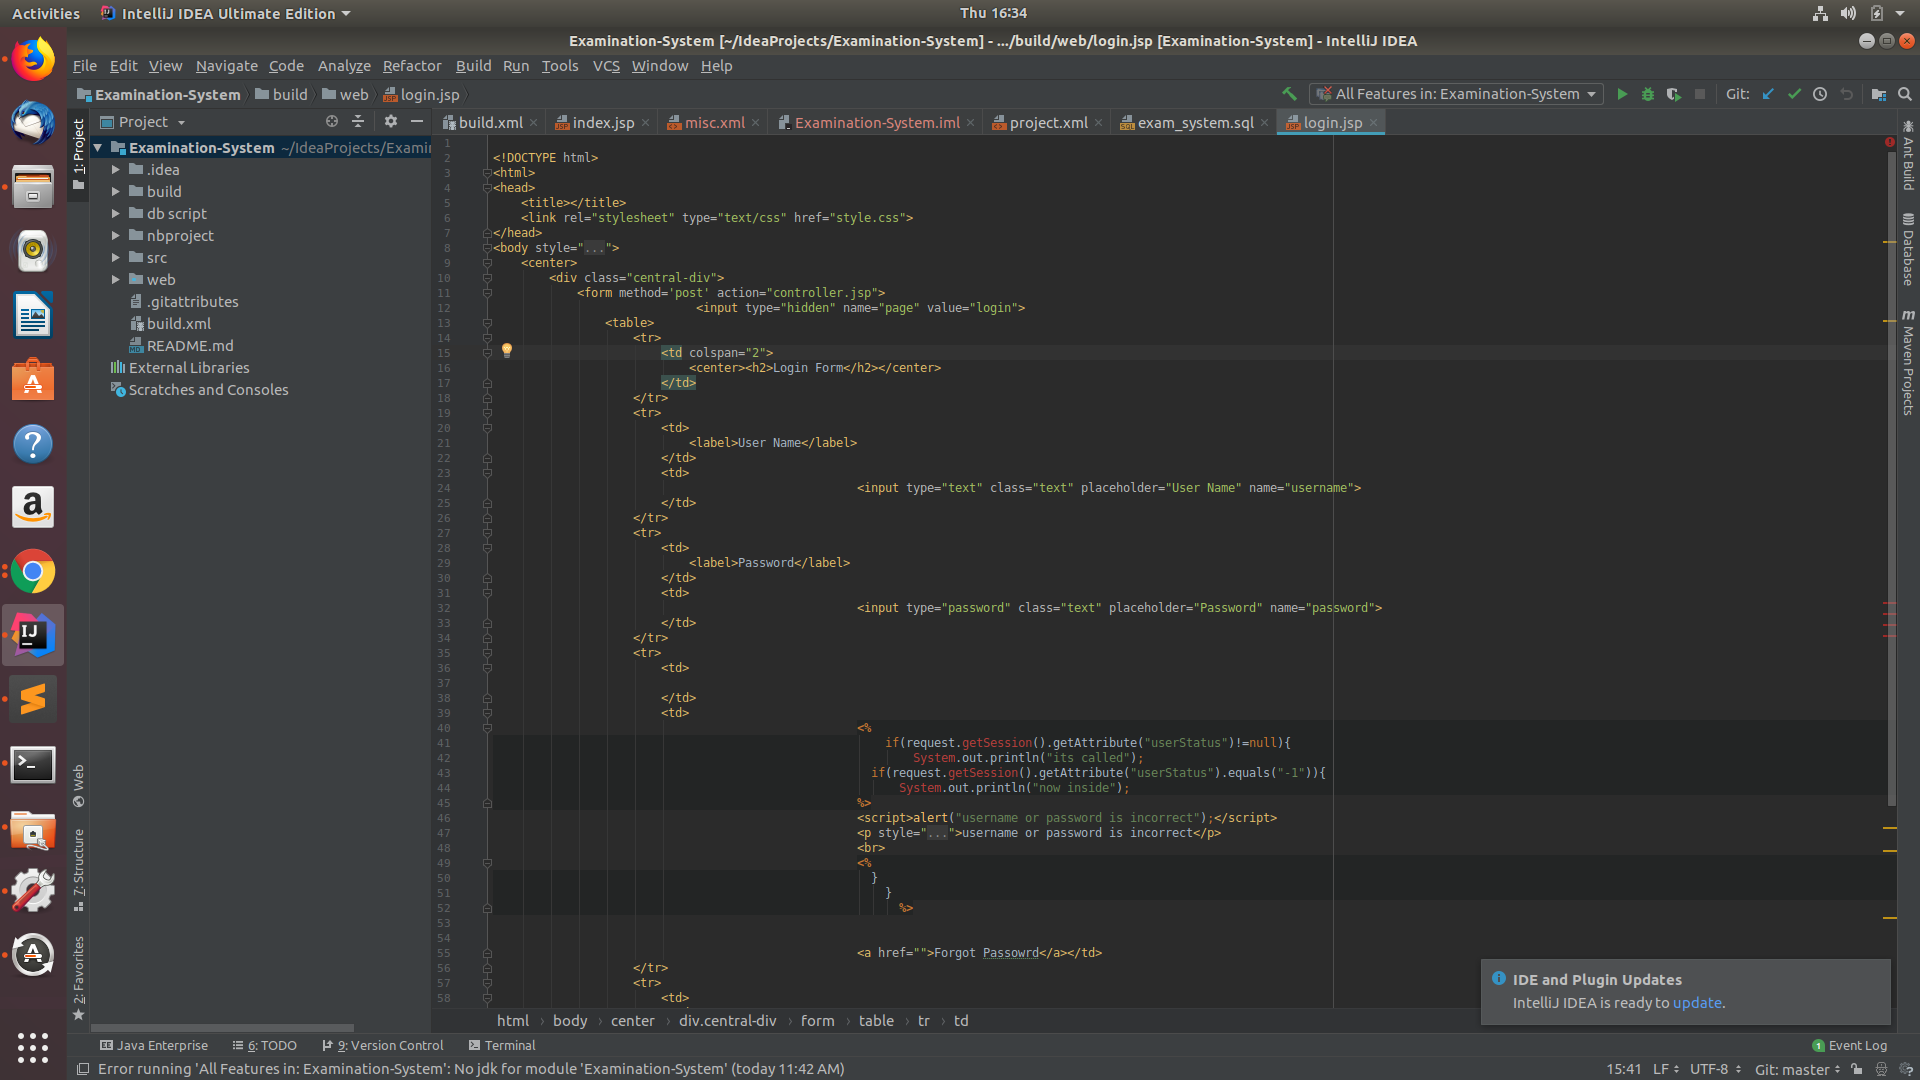 Activities IntelliJ IDEA Ultimate Edition Thu 16:34
Examination-System [~/IdeaProjects/Examination-System] - .../build/web/login.jsp [Examination-System] - IntelliJ IDEA
File Edit View Navigate Code Analyze Refactor Build Run Tools VCS Window Help
Examination-System build web login.jsp All Features in: Examination-System Git:
Project build.xml index.jsp misc.xml Examination-System.iml project.xml exam_system.sql login.jsp
1: Project
Web
7: Structure
2: Favorites
Examination-System ~/IdeaProjects/Examin
.idea
build
db script
nbproject
src
web
.gitattributes
build.xml
README.md
External Libraries
Scratches and Consoles
1
2 <!DOCTYPE html>
3 <html>
4 <head>
5 <title></title>
6 <link rel="stylesheet" type="text/css" href="style.css">
7 </head>
8 <body style="...">
9 <center>
10 <div class="central-div">
11 <form method='post' action="controller.jsp">
12 <input type="hidden" name="page" value="login">
13 <table>
14 <tr>
15 <td colspan="2">
16 <center><h2>Login Form</h2></center>
17 </td>
18 </tr>
19 <tr>
20 <td>
21 <label>User Name</label>
22 </td>
23 <td>
24 <input type="text" class="text" placeholder="User Name" name="username">
25 </td>
26 </tr>
27 <tr>
28 <td>
29 <label>Password</label>
30 </td>
31 <td>
32 <input type="password" class="text" placeholder="Password" name="password">
33 </td>
34 </tr>
35 <tr>
36 <td>
37
38 </td>
39 <td>
40 <%
41 if(request.getSession().getAttribute("userStatus")!=null){
42 System.out.println("its called");
43 if(request.getSession().getAttribute("userStatus").equals("-1")){
44 System.out.println("now inside");
45 %>
46 <script>alert("username or password is incorrect");</script>
47 <p style="...">username or password is incorrect</p>
48 <br>
49 <%
50 }
51 }
52 %>
53
54
55 <a href="">Forgot Passowrd</a></td>
56 </tr>
57 <tr>
58 <td>
Ant Build
Database
Maven Projects
IDE and Plugin Updates
IntelliJ IDEA is ready to update.
html body center div.central-div form table tr td
Java Enterprise 6: TODO 9: Version Control Terminal 1 Event Log
Error running 'All Features in: Examination-System': No jdk for module 'Examination-System' (today 11:42 AM) 15:41 LF UTF-8 Git: master